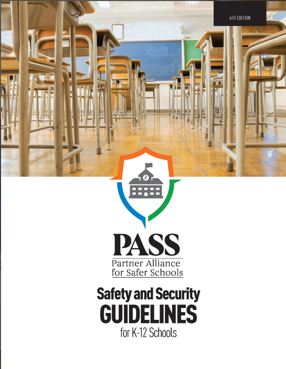 6TH EDITION
PASS
Partner Alliance
for Safer Schools
Safety and Security
GUIDELINES
for K-12 Schools